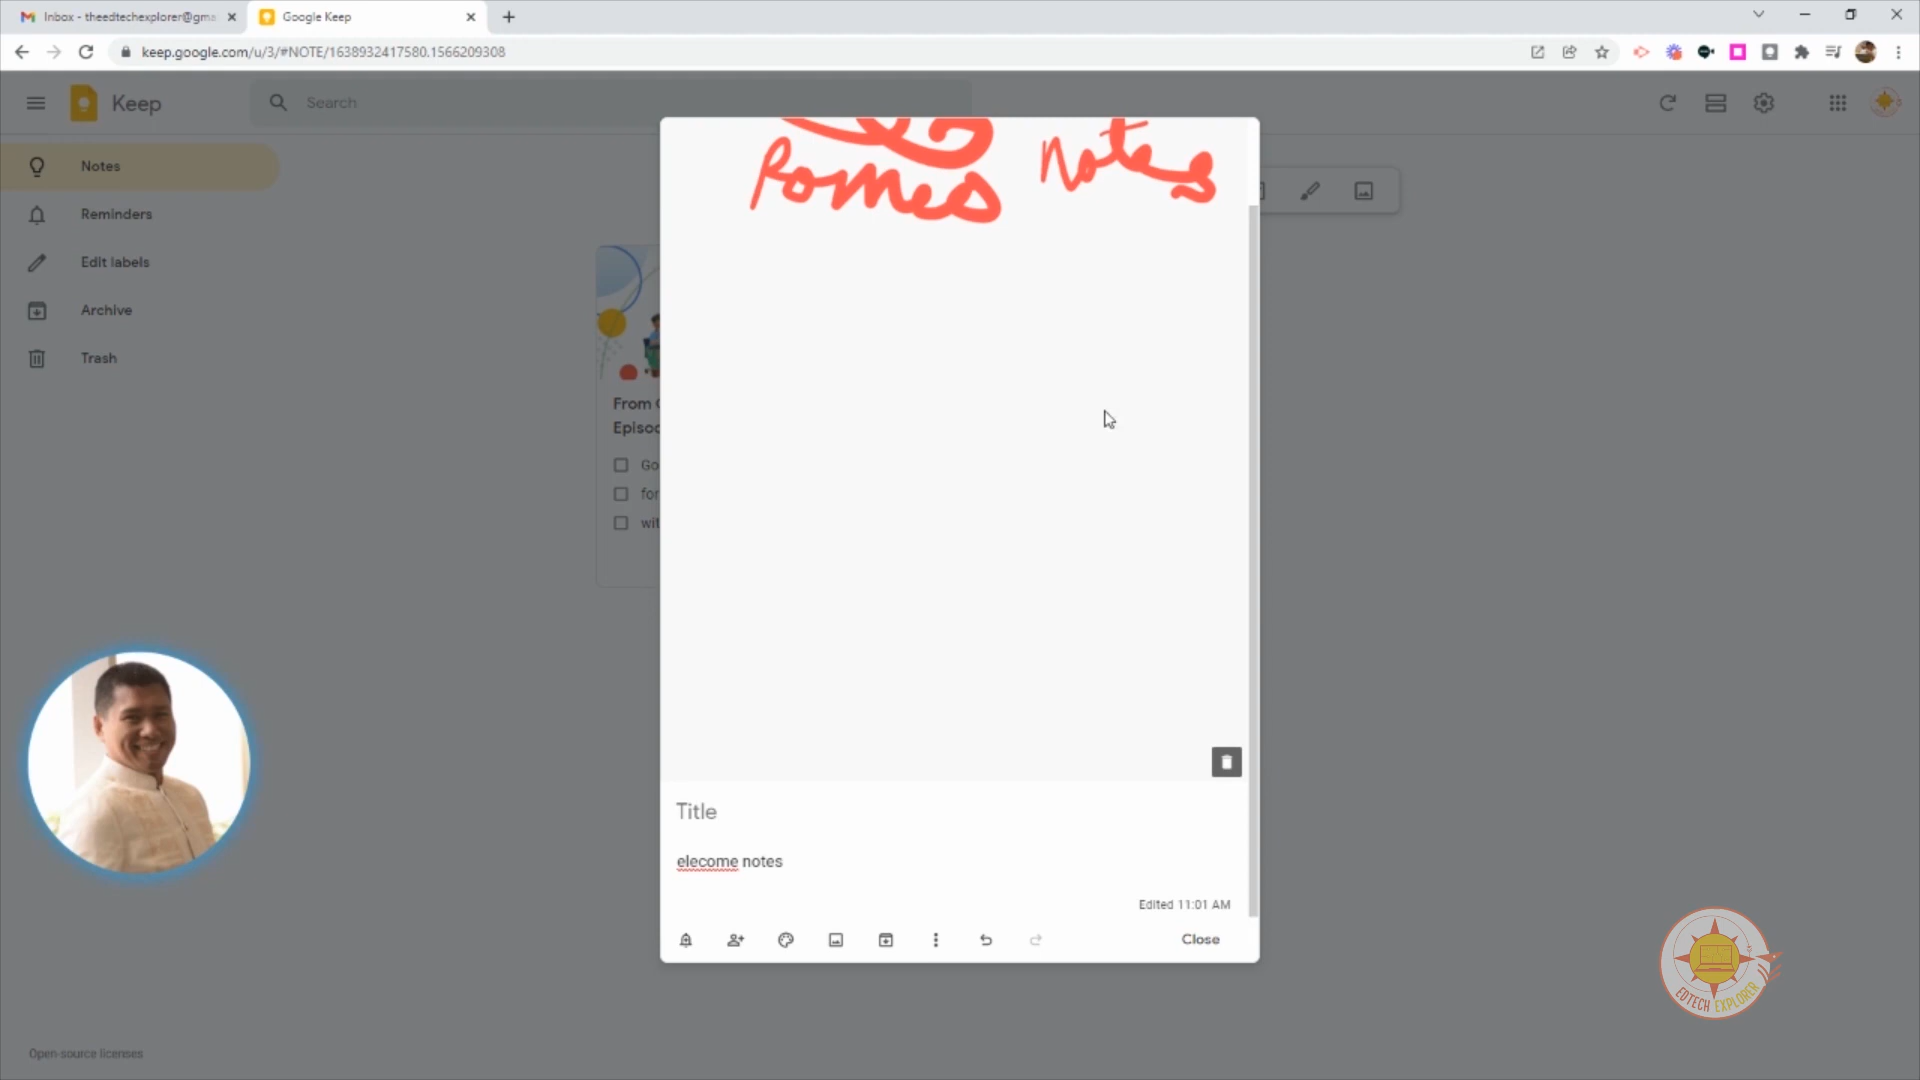 Inbox - theedtechexplorer@gma
Google Keep
keep.google.com/u/3/#NOTE/1638932417580.1566209308
Keep
Search
Notes
Reminders
Edit labels
Archive
Trash
Romes Notes
From
Episod
Go
for
wit
Title
elecome notes
Edited 11:01 AM
Close
EDTECH EXPLORER
Open-source licenses